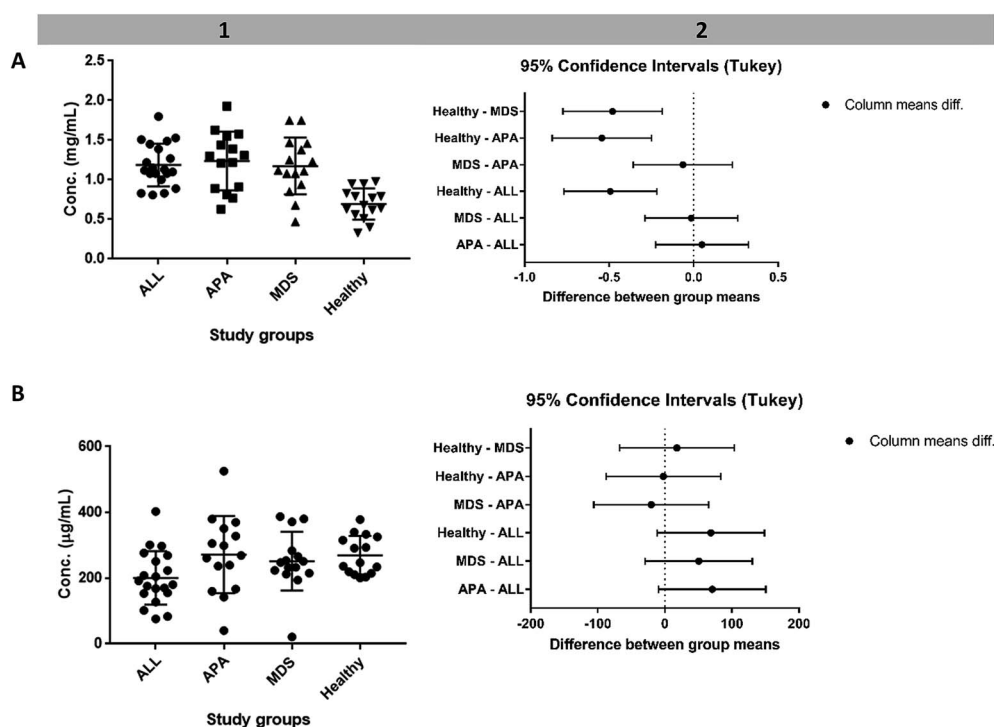 1 2
A
2.5
2.0
1.5
1.0
0.5
0.0
Conc. (mg/mL)
ALL APA MDS Healthy
Study groups
95% Confidence Intervals (Tukey)
Healthy - MDS
Healthy - APA
MDS - APA
Healthy - ALL
MDS - ALL
APA - ALL
-1.0 -0.5 0.0 0.5
Difference between group means
Column means diff.
B
600
400
200
0
Conc. (µg/mL)
ALL APA MDS Healthy
Study groups
95% Confidence Intervals (Tukey)
Healthy - MDS
Healthy - APA
MDS - APA
Healthy - ALL
MDS - ALL
APA - ALL
-200 -100 0 100 200
Difference between group means
Column means diff.